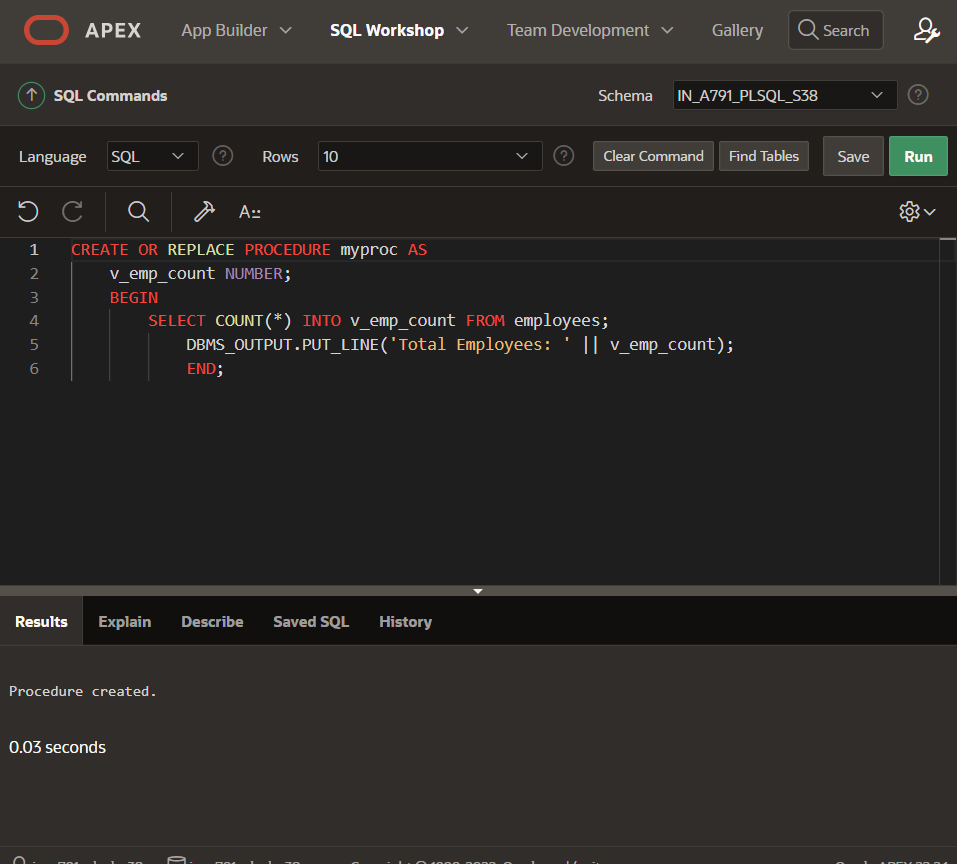 APEX App Builder SQL Workshop Team Development Gallery Search
SQL Commands Schema IN_A791_PLSQL_S38 ?
Language SQL ? Rows 10 ? Clear Command Find Tables Save Run
A::
1 CREATE OR REPLACE PROCEDURE myproc AS
2 v_emp_count NUMBER;
3 BEGIN
4 SELECT COUNT(*) INTO v_emp_count FROM employees;
5 DBMS_OUTPUT.PUT_LINE('Total Employees: ' || v_emp_count);
6 END;
Results Explain Describe Saved SQL History
Procedure created.
0.03 seconds